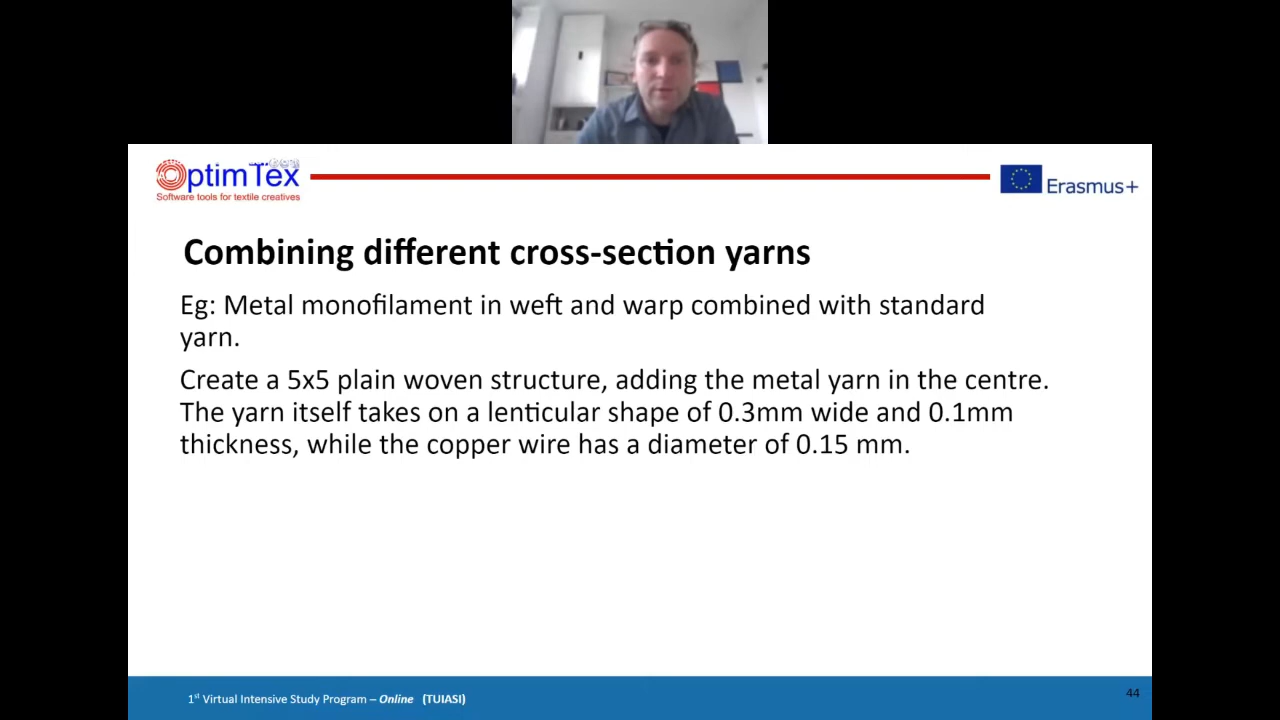 OptimTex
Software tools for textile creatives
Erasmus+
Combining different cross-section yarns
Eg: Metal monofilament in weft and warp combined with standard
yarn.
Create a 5x5 plain woven structure, adding the metal yarn in the centre.
The yarn itself takes on a lenticular shape of 0.3mm wide and 0.1mm
thickness, while the copper wire has a diameter of 0.15 mm.
1st Virtual Intensive Study Program – Online (TUIASI)
44